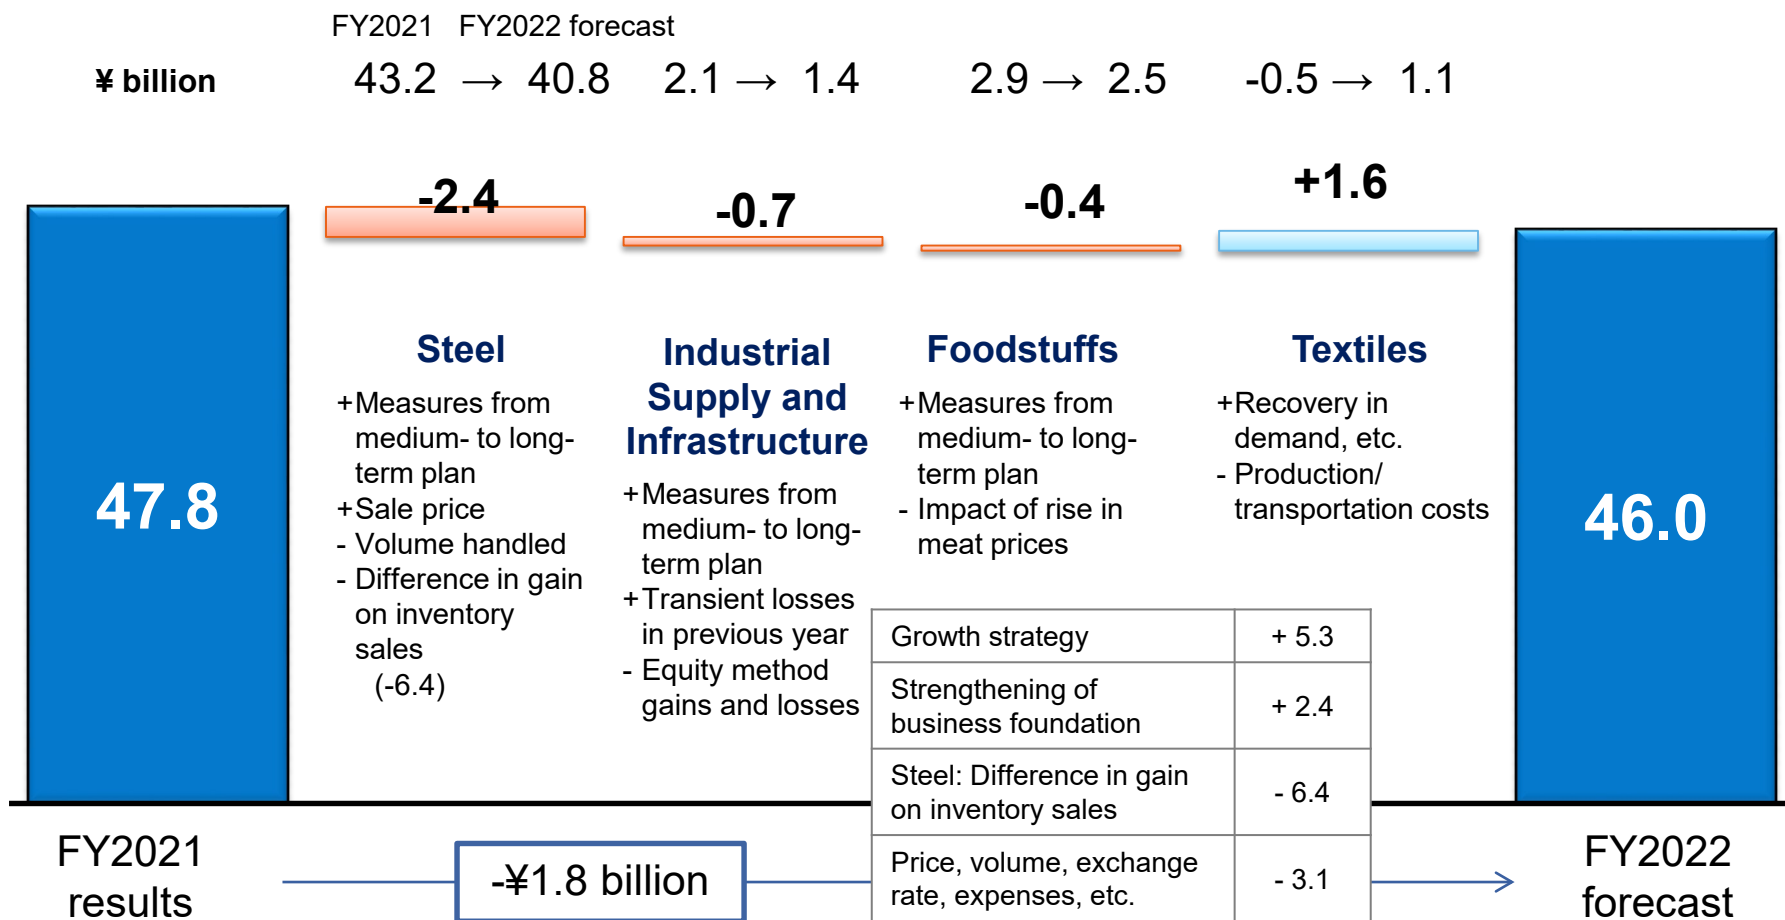 FY2021 FY2022 forecast
¥ billion 43.2 → 40.8 2.1 → 1.4 2.9 → 2.5 -0.5 → 1.1
-2.4
-0.7
-0.4
+1.6
47.8
Steel
+Measures from
medium- to long-
term plan
+Sale price
- Volume handled
- Difference in gain
on inventory
sales
(-6.4)
Industrial
Supply and
Infrastructure
+Measures from
medium- to long-
term plan
+Transient losses
in previous year
- Equity method
gains and losses
Foodstuffs
+Measures from
medium- to long-
term plan
- Impact of rise in
meat prices
Textiles
+Recovery in
demand, etc.
- Production/
transportation costs
46.0
Growth strategy + 5.3
Strengthening of
business foundation + 2.4
Steel: Difference in gain
on inventory sales - 6.4
Price, volume, exchange
rate, expenses, etc. - 3.1
FY2021
results
-¥1.8 billion
FY2022
forecast